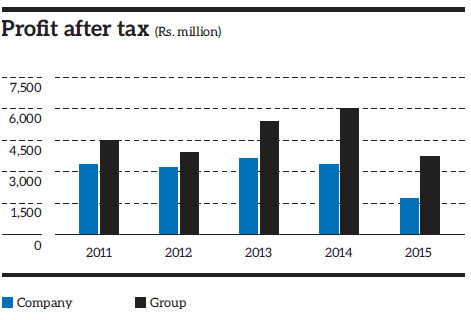 Profit after tax (Rs. million)
7,500
6,000
4,500
3,000
1,500
0
2011 2012 2013 2014 2015
Company Group